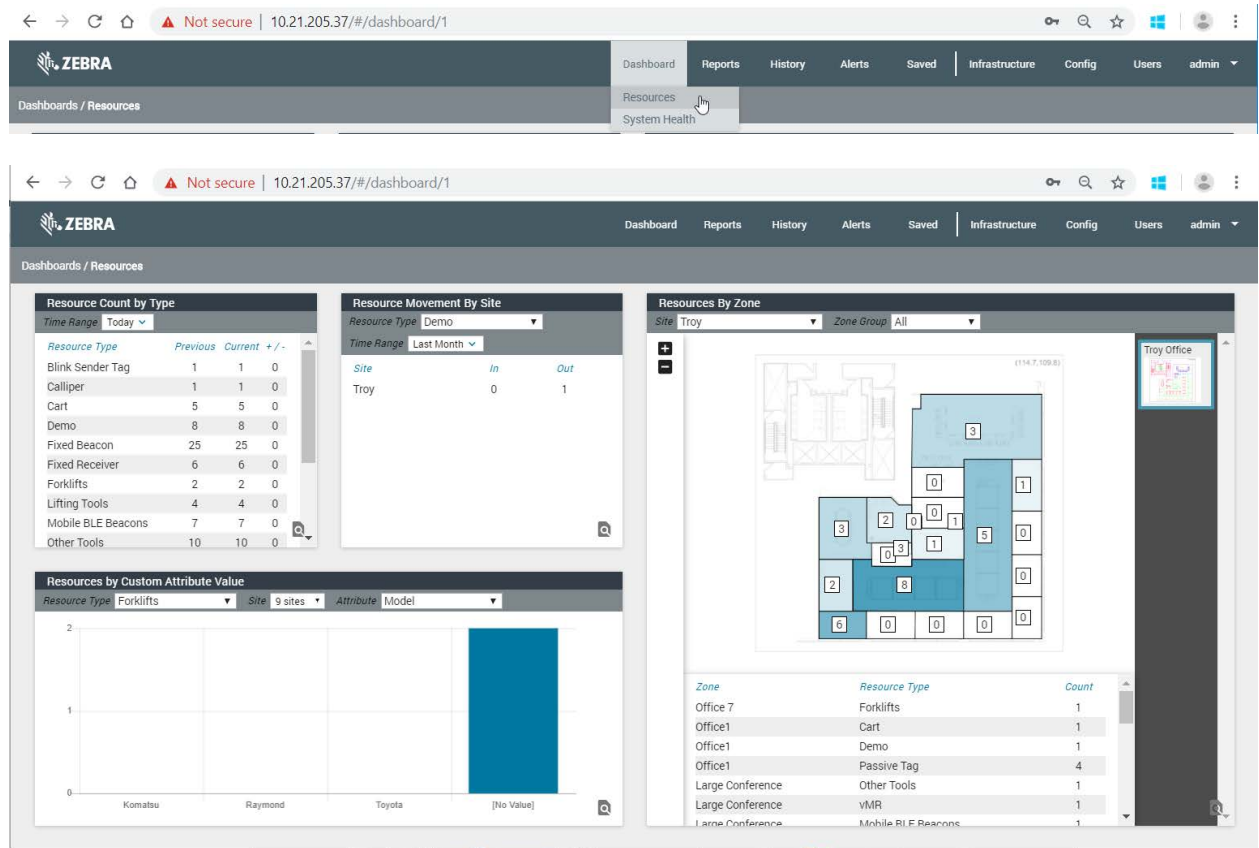 Not secure | 10.21.205.37/#/dashboard/1
ZEBRA Dashboard Reports History Alerts Saved Infrastructure Config Users admin
Dashboards / Resources
Resources
System Health
Not secure | 10.21.205.37/#/dashboard/1
ZEBRA Dashboard Reports History Alerts Saved Infrastructure Config Users admin
Dashboards / Resources
Resource Count by Type
Time Range Today
Resource Type Previous Current + / -
Blink Sender Tag 1 1 0
Calliper 1 1 0
Cart 5 5 0
Demo 8 8 0
Fixed Beacon 25 25 0
Fixed Receiver 6 6 0
Forklifts 2 2 0
Lifting Tools 4 4 0
Mobile BLE Beacons 7 7 0
Other Tools 10 10 0
Resource Movement By Site
Resource Type Demo
Time Range Last Month
Site In Out
Troy 0 1
Resources By Zone
Site Troy Zone Group All
Troy Office
(114.7,109.8)
3
0 1
3 2 0 0 1 5 0
0 3 1
2 8 0
6 0 0 0 0
Zone Resource Type Count
Office 7 Forklifts 1
Office1 Cart 1
Office1 Demo 1
Office1 Passive Tag 4
Large Conference Other Tools 1
Large Conference vMR 1
Large Conference Mobile BLE Beacons 1
Resources by Custom Attribute Value
Resource Type Forklifts Site 9 sites Attribute Model
2
1
0
Komatsu Raymond Toyota [No Value]